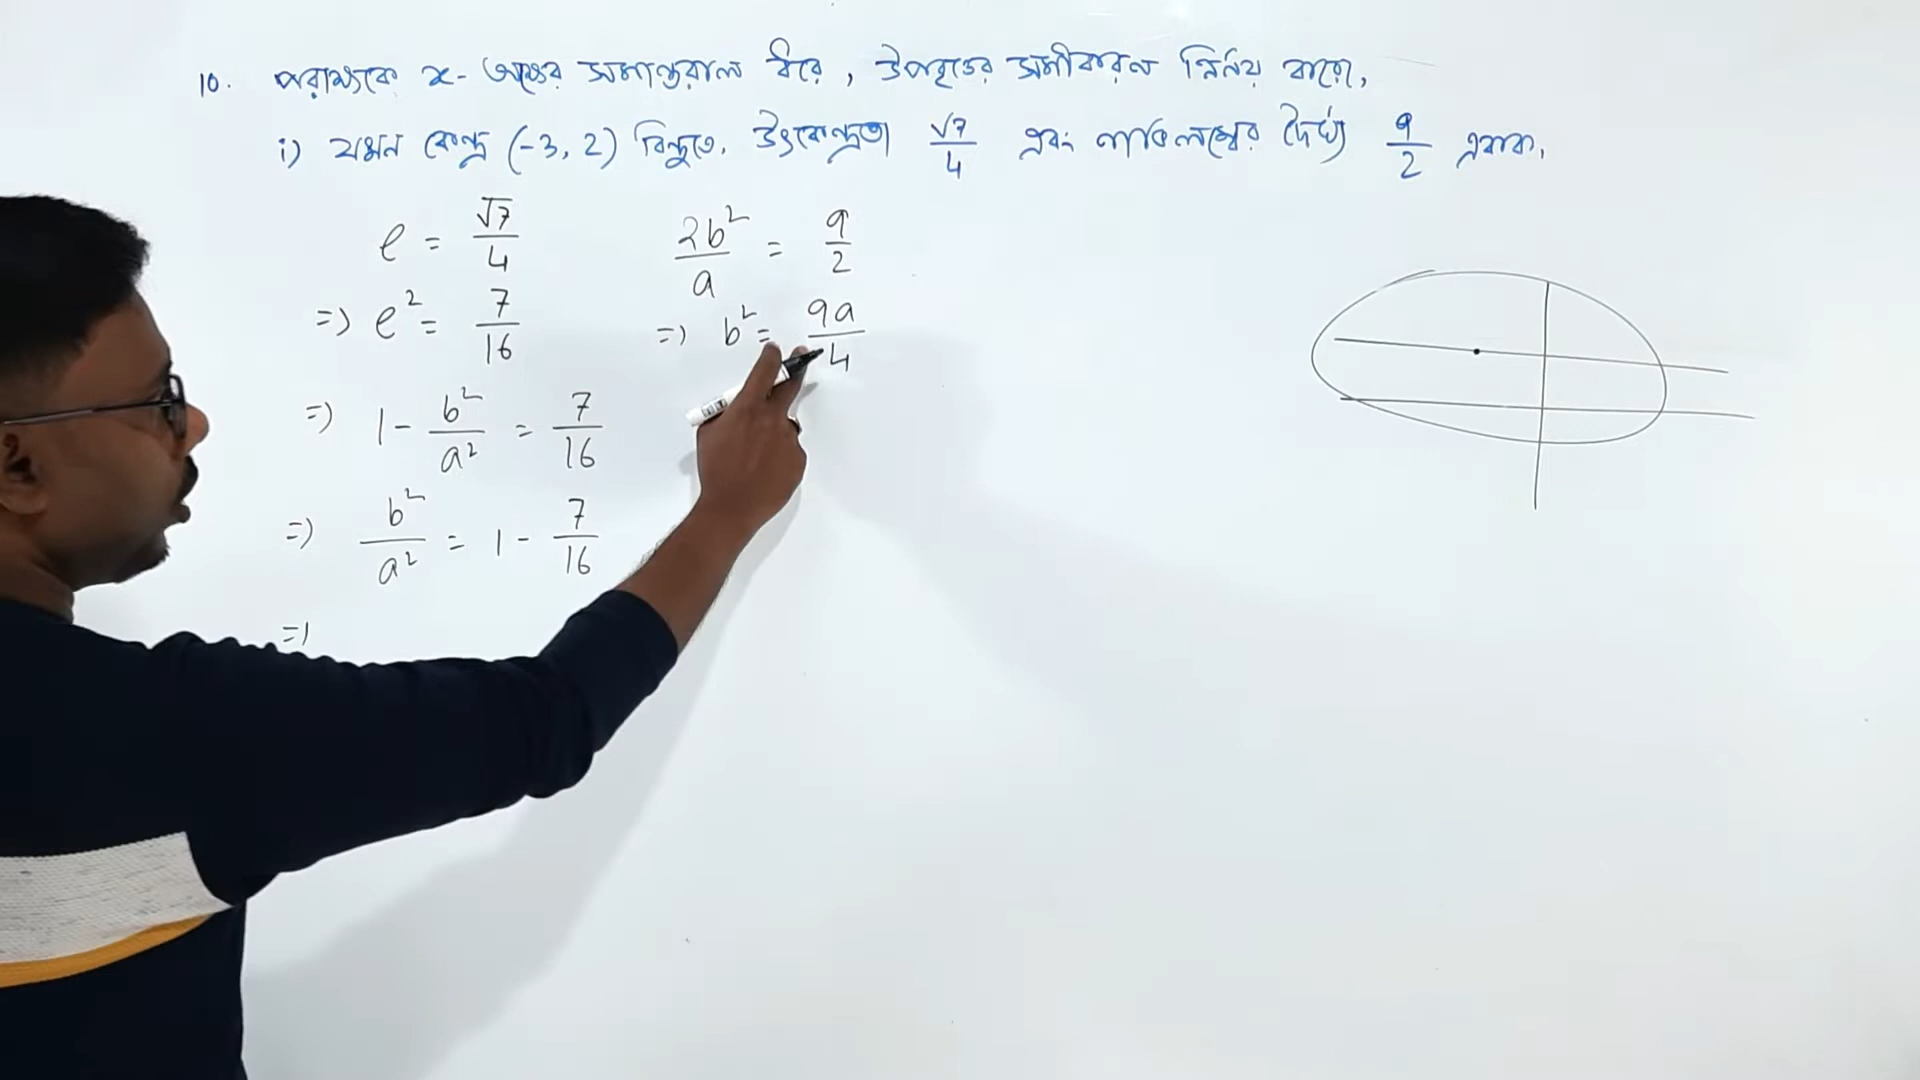 10. পরাক্ষকে x- অক্ষের সমান্তরাল ধরে, উপবৃত্তের সমীকরণ নির্ণয় করো,
i) যখন কেন্দ্র (-3, 2) বিন্দুতে, উৎকেন্দ্রতা √7/4 এবং নাভিলম্বের দৈর্ঘ্য 9/2 একক,
e = √7/4
2b²/a = 9/2
=> e² = 7/16
=> b² = 9a/4
=> 1 - b²/a² = 7/16
=> b²/a² = 1 - 7/16
=)